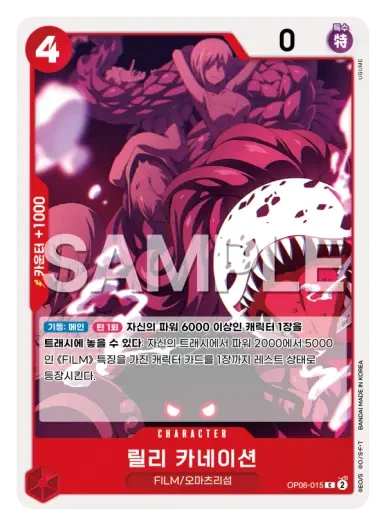 4
0
특수
特
UGUME
카운터 +1000
SAMPLE
기동: 메인 턴 1회 자신의 파워 6000 이상인 캐릭터 1장을
트래시에 놓을 수 있다: 자신의 트래시에서 파워 2000에서 5000
인 《FILM》 특징을 가진 캐릭터 카드를 1장까지 레스트 상태로
등장시킨다.
CHARACTER
릴리 카네이션
FILM/오마츠리섬
OP06-015 C 2
BANDAI MADE IN KOREA
©E.O/S ©O/S·F·T